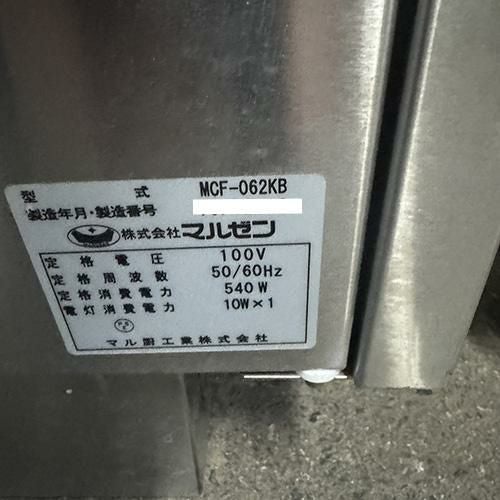 型式 MCF-062KB
製造年月・製造番号
株式会社マルゼン
定格電圧 100V
定格周波数 50/60Hz
定格消費電力 540W
電灯消費電力 10W×1
マル厨工業株式会社